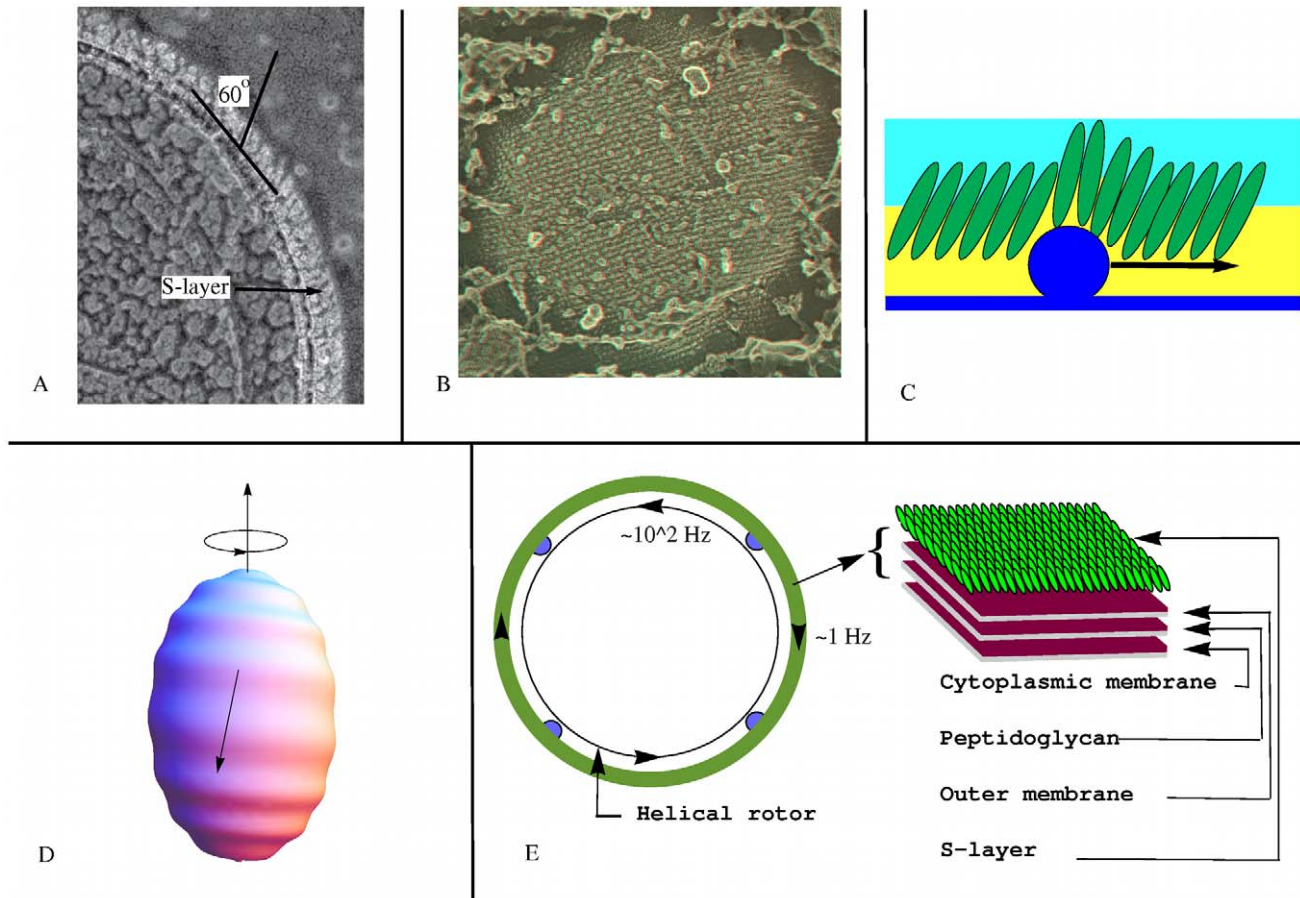 60°
S-layer
A
B
C
D
~10^2 Hz
~1 Hz
Helical rotor
E
Cytoplasmic membrane
Peptidoglycan
Outer membrane
S-layer